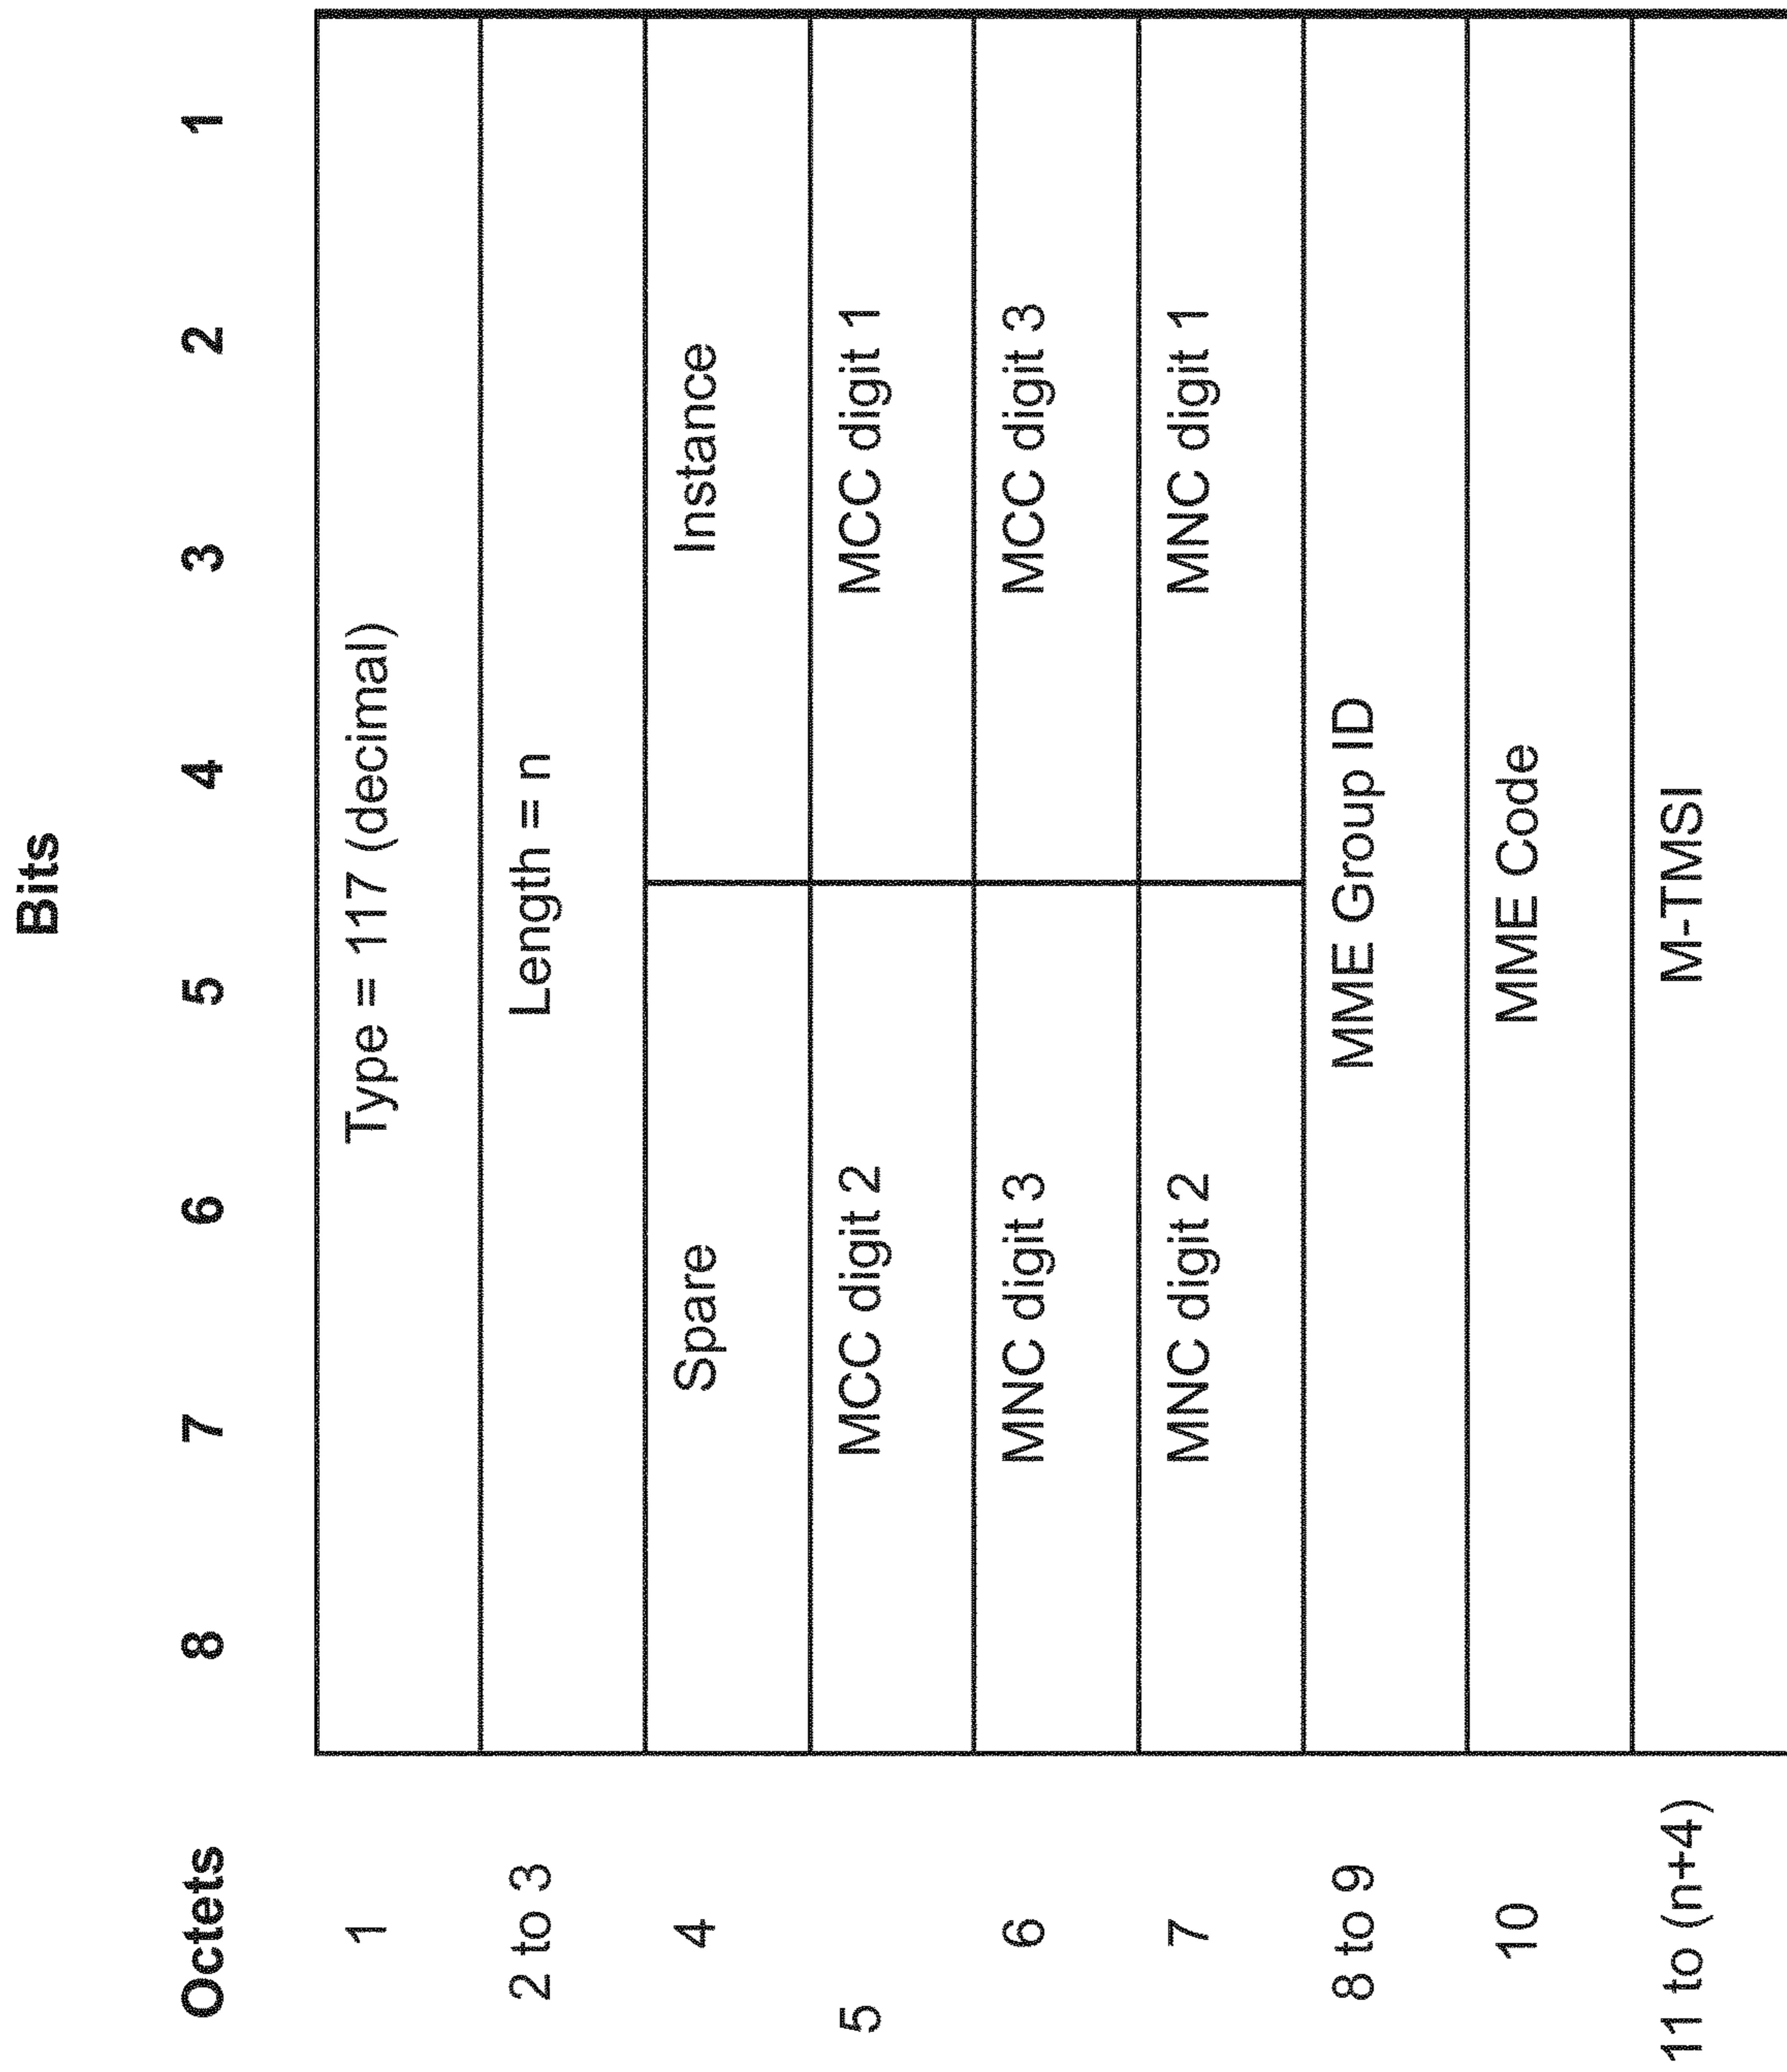 Bits
Octets 8 7 6 5 4 3 2 1
1 Type = 117 (decimal)
2 to 3 Length = n
4 Spare Instance
5 MCC digit 2 MCC digit 1
6 MNC digit 3 MCC digit 3
7 MNC digit 2 MNC digit 1
8 to 9 MME Group ID
10 MME Code
11 to (n+4) M-TMSI